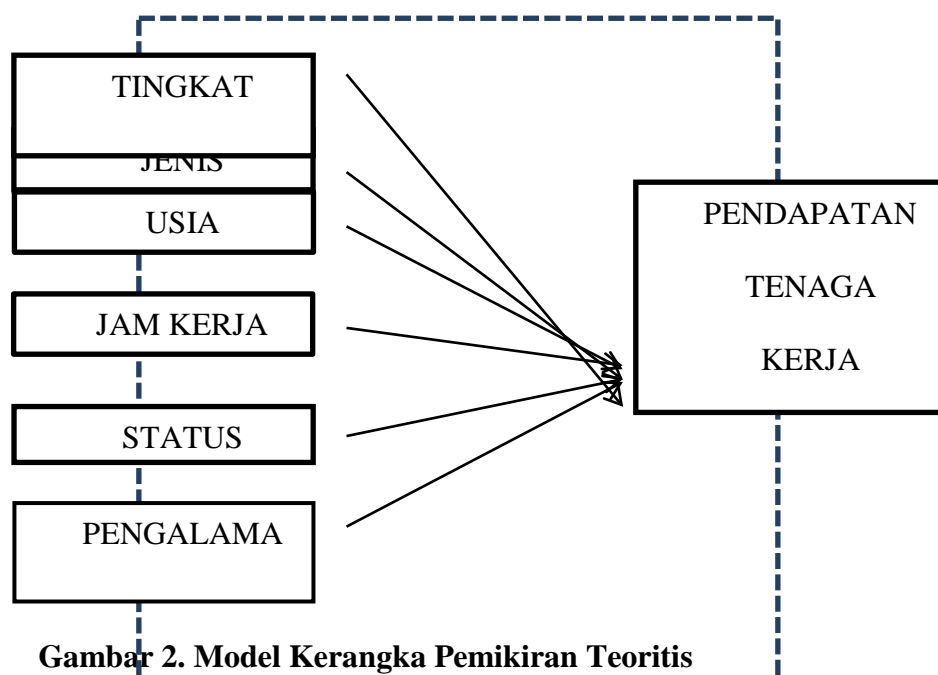 TINGKAT
JENIS
USIA
JAM KERJA
STATUS
PENGALAMA
PENDAPATAN
TENAGA
KERJA
Gambar 2. Model Kerangka Pemikiran Teoritis